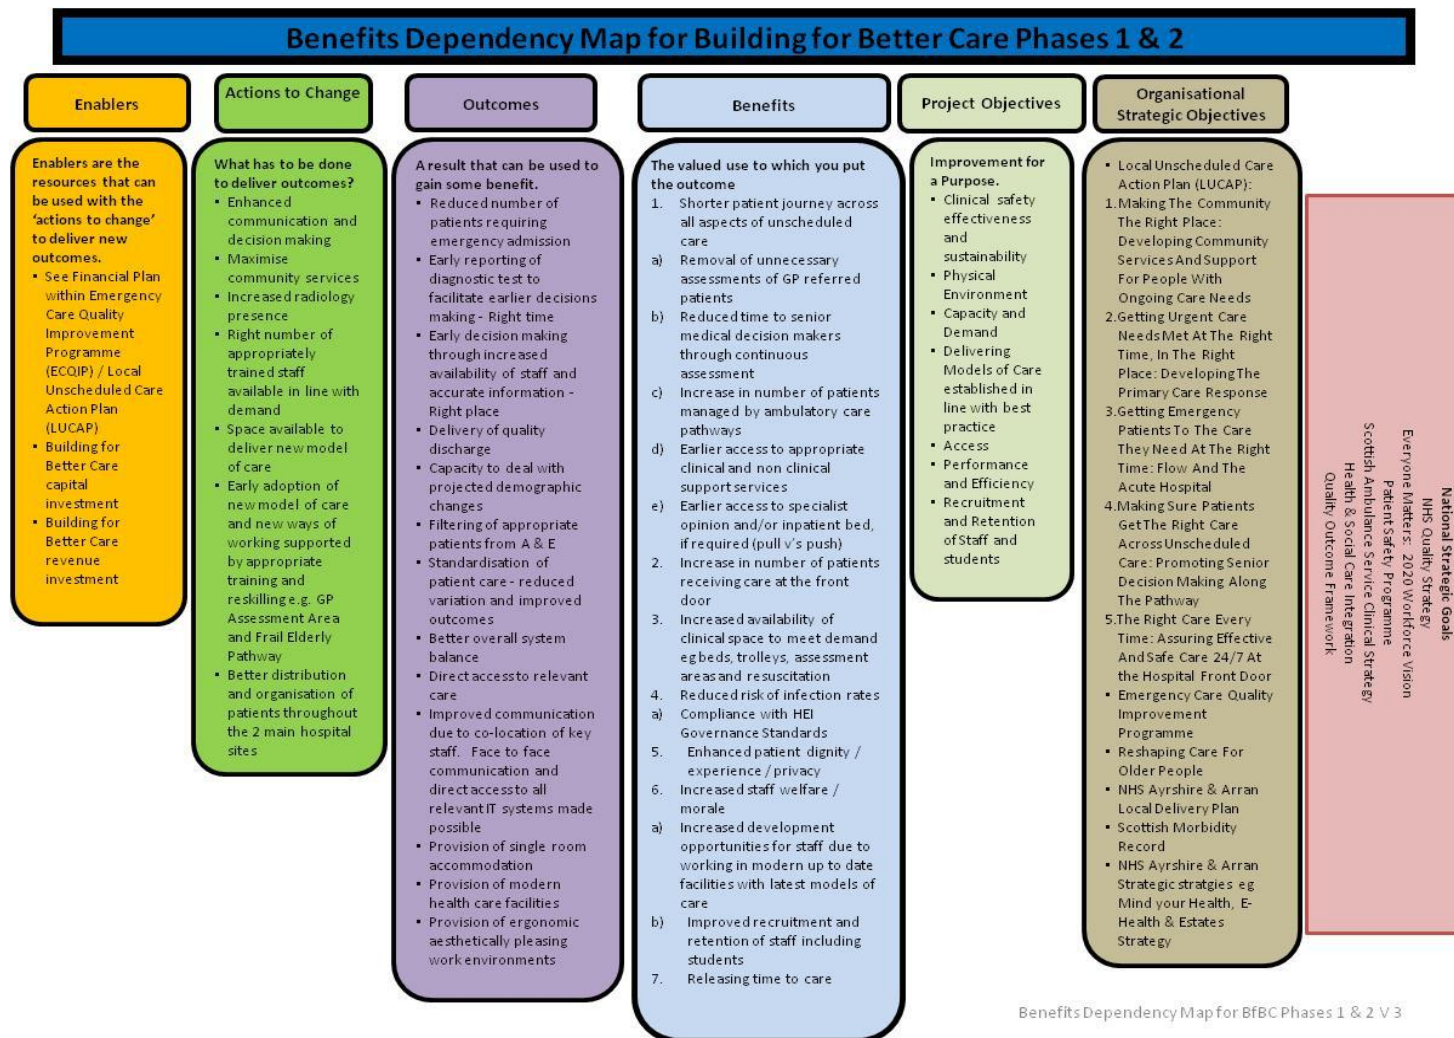 Benefits Dependency Map for Building for Better Care Phases 1 & 2
Enablers
Enablers are the
resources that can
be used with the
‘actions to change’
to deliver new
outcomes.
▪ See Financial Plan
within Emergency
Care Quality
Improvement
Programme
(ECQIP) / Local
Unscheduled Care
Action Plan
(LUCAP)
▪ Building for
Better Care
capital
investment
▪ Building for
Better Care
revenue
investment
Actions to Change
What has to be done
to deliver outcomes?
▪ Enhanced
communication and
decision making
▪ Maximise
community services
▪ Increased radiology
presence
▪ Right number of
appropriately
trained staff
available in line with
demand
▪ Space available to
deliver new model
of care
▪ Early adoption of
new model of care
and new ways of
working supported
by appropriate
training and
reskilling e.g. GP
Assessment Area
and Frail Elderly
Pathway
▪ Better distribution
and organisation of
patients throughout
the 2 main hospital
sites
Outcomes
A result that can be used to
gain some benefit.
▪ Reduced number of
patients requiring
emergency admission
▪ Early reporting of
diagnostic test to
facilitate earlier decisions
making - Right time
▪ Early decision making
through increased
availability of staff and
accurate information -
Right place
▪ Delivery of quality
discharge
▪ Capacity to deal with
projected demographic
changes
▪ Filtering of appropriate
patients from A & E
▪ Standardisation of
patient care - reduced
variation and improved
outcomes
▪ Better overall system
balance
▪ Direct access to relevant
care
▪ Improved communication
due to co-location of key
staff. Face to face
communication and
direct access to all
relevant IT systems made
possible
▪ Provision of single room
accommodation
▪ Provision of modern
health care facilities
▪ Provision of ergonomic
aesthetically pleasing
work environments
Benefits
The valued use to which you put
the outcome
1. Shorter patient journey across
all aspects of unscheduled
care
a) Removal of unnecessary
assessments of GP referred
patients
b) Reduced time to senior
medical decision makers
through continuous
assessment
c) Increase in number of patients
managed by ambulatory care
pathways
d) Earlier access to appropriate
clinical and non clinical
support services
e) Earlier access to specialist
opinion and/or inpatient bed,
if required (pull v's push)
2. Increase in number of patients
receiving care at the front
door
3. Increased availability of
clinical space to meet demand
eg beds, trolleys, assessment
areas and resuscitation
4. Reduced risk of infection rates
a) Compliance with HEI
Governance Standards
5. Enhanced patient dignity /
experience / privacy
6. Increased staff welfare /
morale
a) Increased development
opportunities for staff due to
working in modern up to date
facilities with latest models of
care
b) Improved recruitment and
retention of staff including
students
7. Releasing time to care
Project Objectives
Improvement for
a Purpose.
▪ Clinical safety
effectiveness
and
sustainability
▪ Physical
Environment
▪ Capacity and
Demand
▪ Delivering
Models of Care
established in
line with best
practice
▪ Access
▪ Performance
and Efficiency
▪ Recruitment
and Retention
of Staff and
students
Organisational
Strategic Objectives
▪ Local Unscheduled Care
Action Plan (LUCAP):
1.Making The Community
The Right Place:
Developing Community
Services And Support
For People With
Ongoing Care Needs
2.Getting Urgent Care
Needs Met At The Right
Time, In The Right
Place: Developing The
Primary Care Response
3.Getting Emergency
Patients To The Care
They Need At The Right
Time: Flow And The
Acute Hospital
4.Making Sure Patients
Get The Right Care
Across Unscheduled
Care: Promoting Senior
Decision Making Along
The Pathway
5.The Right Care Every
Time: Assuring Effective
And Safe Care 24/7 At
the Hospital Front Door
▪ Emergency Care Quality
Improvement
Programme
▪ Reshaping Care For
Older People
▪ NHS Ayrshire & Arran
Local Delivery Plan
▪ Scottish Morbidity
Record
▪ NHS Ayrshire & Arran
Strategic stratgies eg
Mind your Health, E-
Health & Estates
Strategy
National Strategic Goals
NHS Quality Strategy
Everyone Matters: 2020 Workforce Vision
Patient Safety Programme
Scottish Ambulance Service Clinical Strategy
Health & Social Care Integration
Quality Outcome Framework
Benefits Dependency Map for BfBC Phases 1 & 2 V 3